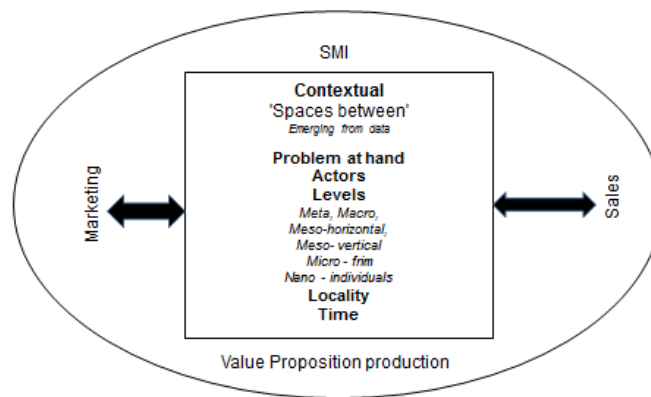 SMI
Contextual
'Spaces between'
Emerging from data
Problem at hand
Actors
Levels
Meta, Macro,
Meso-horizontal,
Meso- vertical
Micro - frim
Nano - individuals
Locality
Time
Marketing
Sales
Value Proposition production